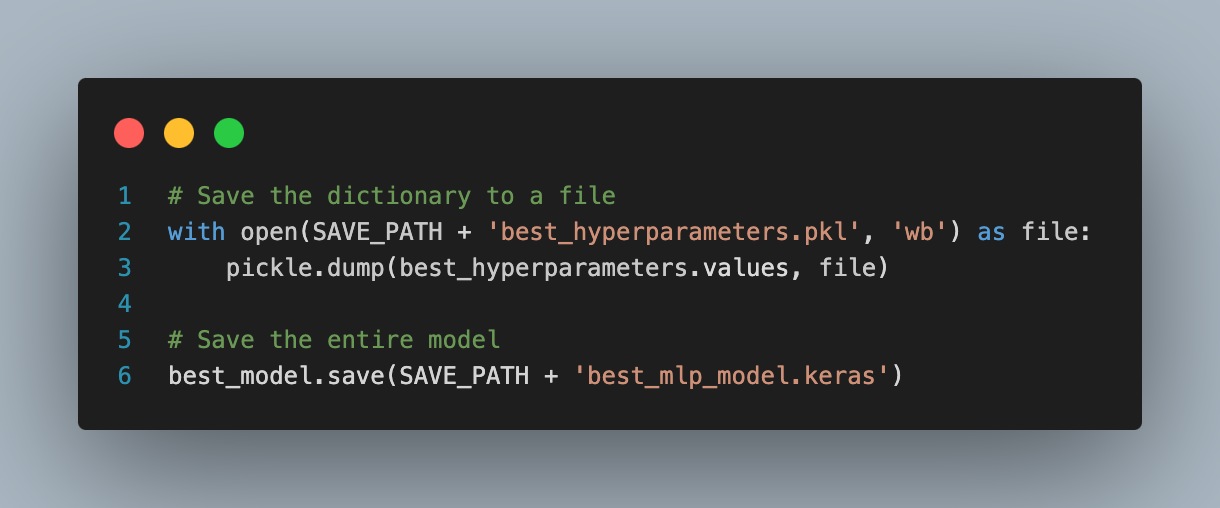 1 # Save the dictionary to a file
2 with open(SAVE_PATH + 'best_hyperparameters.pkl', 'wb') as file:
3     pickle.dump(best_hyperparameters.values, file)
4
5 # Save the entire model
6 best_model.save(SAVE_PATH + 'best_mlp_model.keras')